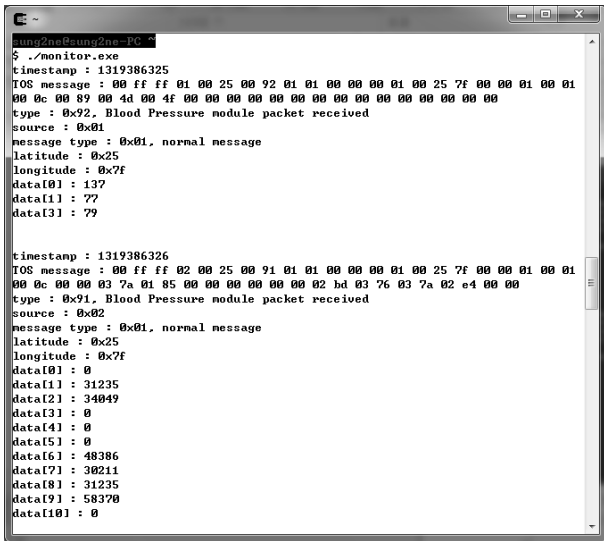 ~
sung2ne@sung2ne-PC ~
$ ./monitor.exe
timestamp : 1319386325
TOS message : 00 ff ff 01 00 25 00 92 01 01 00 00 00 01 00 25 7f 00 00 01 00 01
00 0c 00 89 00 4d 00 4f 00 00 00 00 00 00 00 00 00 00 00 00 00 00
type : 0x92, Blood Pressure module packet received
source : 0x01
message type : 0x01, normal message
latitude : 0x25
longitude : 0x7f
data[0] : 137
data[1] : 77
data[3] : 79
timestamp : 1319386326
TOS message : 00 ff ff 02 00 25 00 91 01 01 00 00 00 01 00 25 7f 00 00 01 00 01
00 0c 00 00 03 7a 01 85 00 00 00 00 00 00 02 bd 03 76 03 7a 02 e4 00 00
type : 0x91, Blood Pressure module packet received
source : 0x02
message type : 0x01, normal message
latitude : 0x25
longitude : 0x7f
data[0] : 0
data[1] : 31235
data[2] : 34049
data[3] : 0
data[4] : 0
data[5] : 0
data[6] : 48386
data[7] : 30211
data[8] : 31235
data[9] : 58370
data[10] : 0